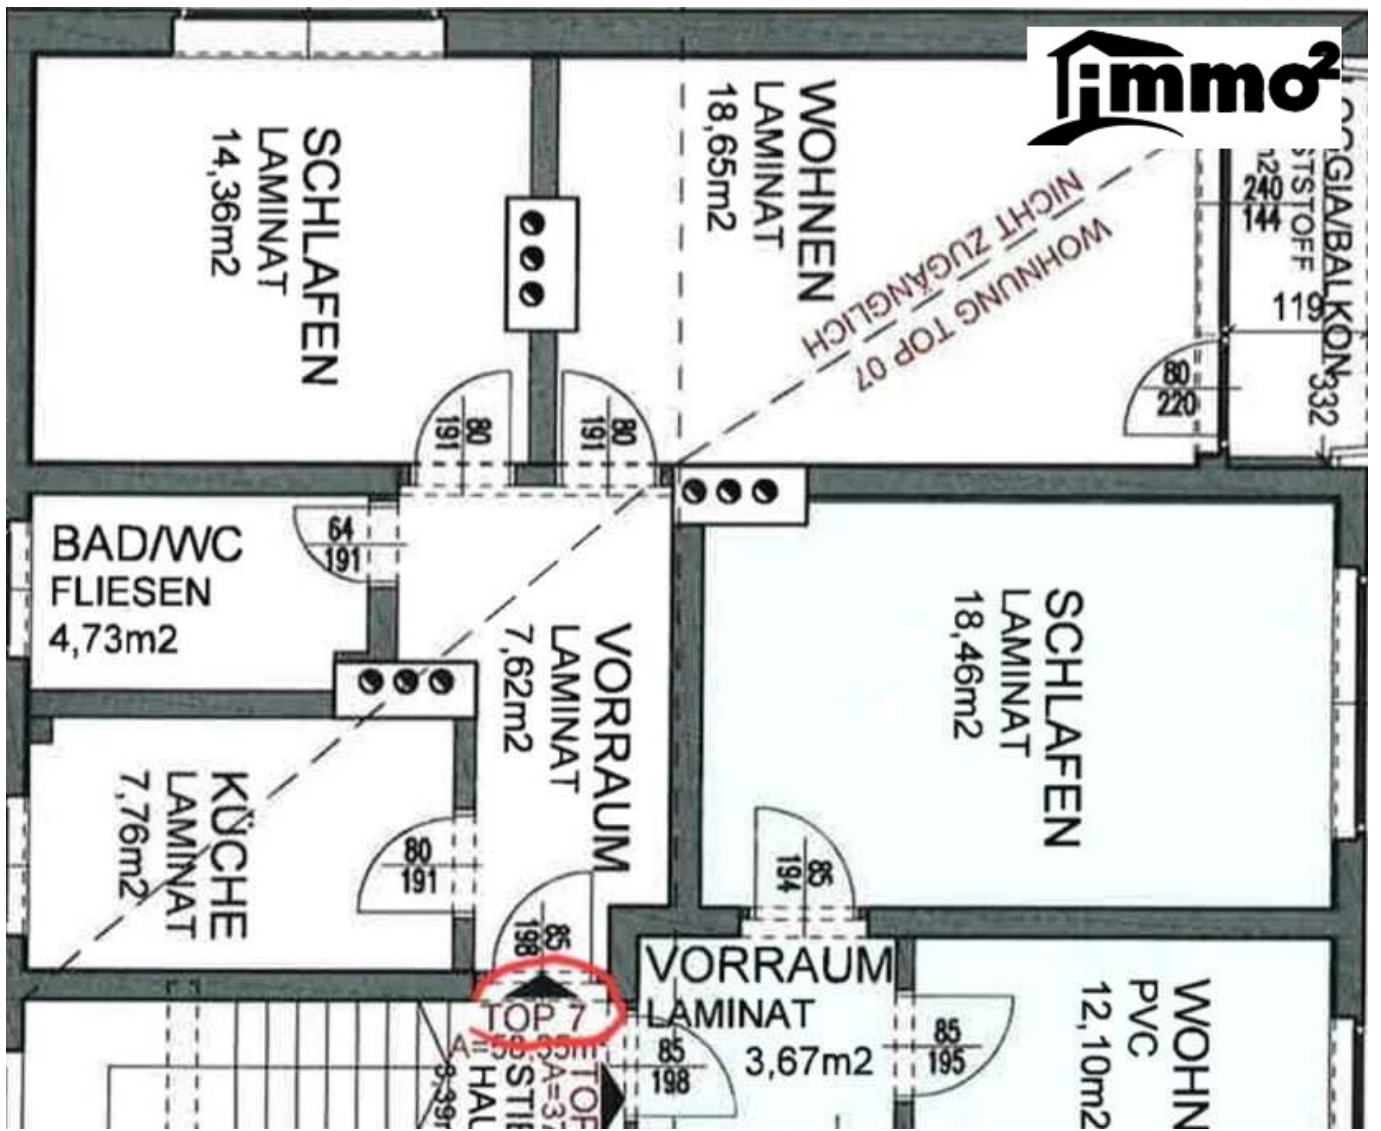 immo²
SCHLAFEN
LAMINAT
14,36m2
WOHNEN
LAMINAT
18,65m2
NICHT ZUGÄNGLICH
WOHNUNG TOP 07
LOGGIA/BALKON
240
144
119
332
80
220
80
191
80
191
BAD/WC
FLIESEN
4,73m2
64
191
VORRAUM
LAMINAT
7,62m2
SCHLAFEN
LAMINAT
18,46m2
KÜCHE
LAMINAT
7,76m2
80
191
85
194
85
198
TOP 7
VORRAUM
LAMINAT
3,67m2
85
198
85
195
WOHN
PVC
12,10m2
TOP